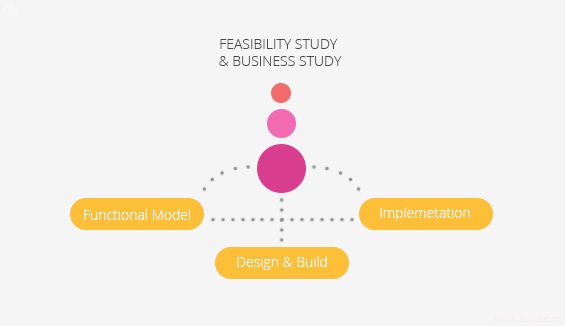 FEASIBILITY STUDY
& BUSINESS STUDY
Functional Model
Implemetation
Design & Build